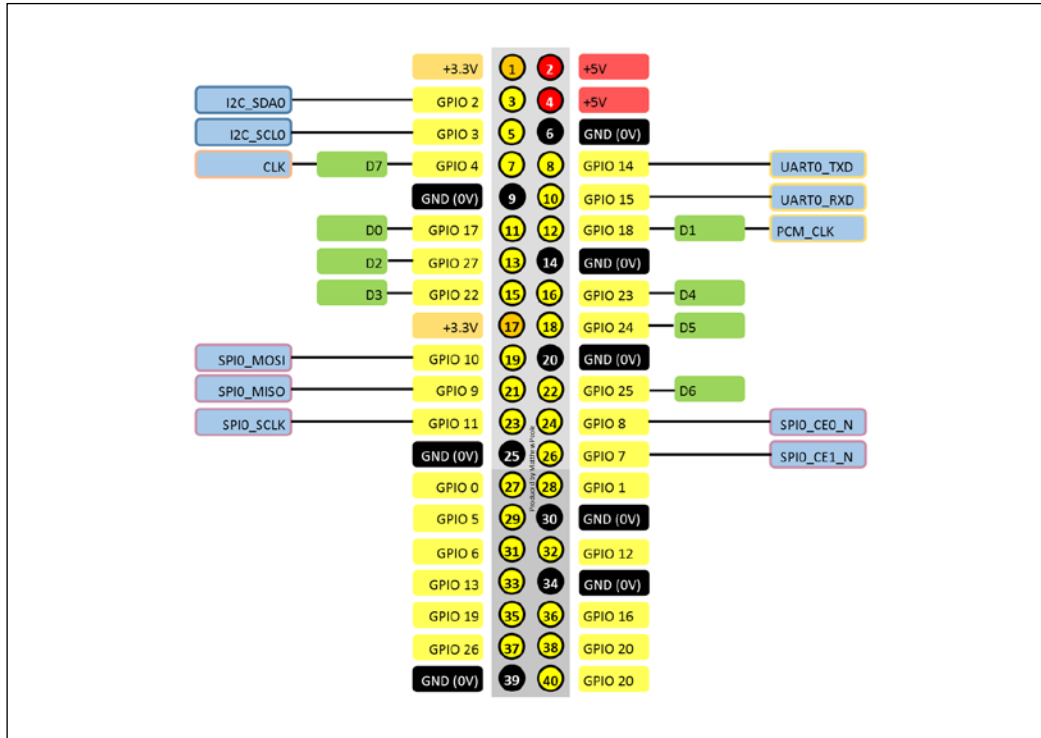 +3.3V 1 2 +5V
I2C_SDA0 GPIO 2 3 4 +5V
I2C_SCL0 GPIO 3 5 6 GND (0V)
CLK D7 GPIO 4 7 8 GPIO 14 UART0_TXD
GND (0V) 9 10 GPIO 15 UART0_RXD
D0 GPIO 17 11 12 GPIO 18 D1 PCM_CLK
D2 GPIO 27 13 14 GND (0V)
D3 GPIO 22 15 16 GPIO 23 D4
+3.3V 17 18 GPIO 24 D5
SPI0_MOSI GPIO 10 19 20 GND (0V)
SPI0_MISO GPIO 9 21 22 GPIO 25 D6
SPI0_SCLK GPIO 11 23 24 GPIO 8 SPI0_CE0_N
GND (0V) 25 26 GPIO 7 SPI0_CE1_N
GPIO 0 27 28 GPIO 1
GPIO 5 29 30 GND (0V)
GPIO 6 31 32 GPIO 12
GPIO 13 33 34 GND (0V)
GPIO 19 35 36 GPIO 16
GPIO 26 37 38 GPIO 20
GND (0V) 39 40 GPIO 20
Produced by Matthew Poole